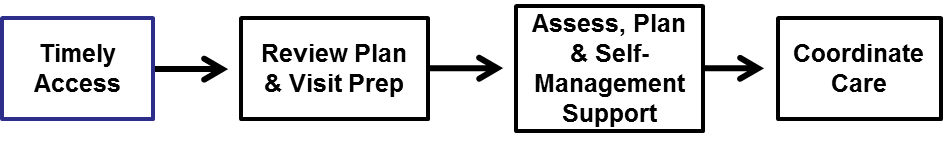 Timely
Access
Review Plan
& Visit Prep
Assess, Plan
& Self-
Management
Support
Coordinate
Care